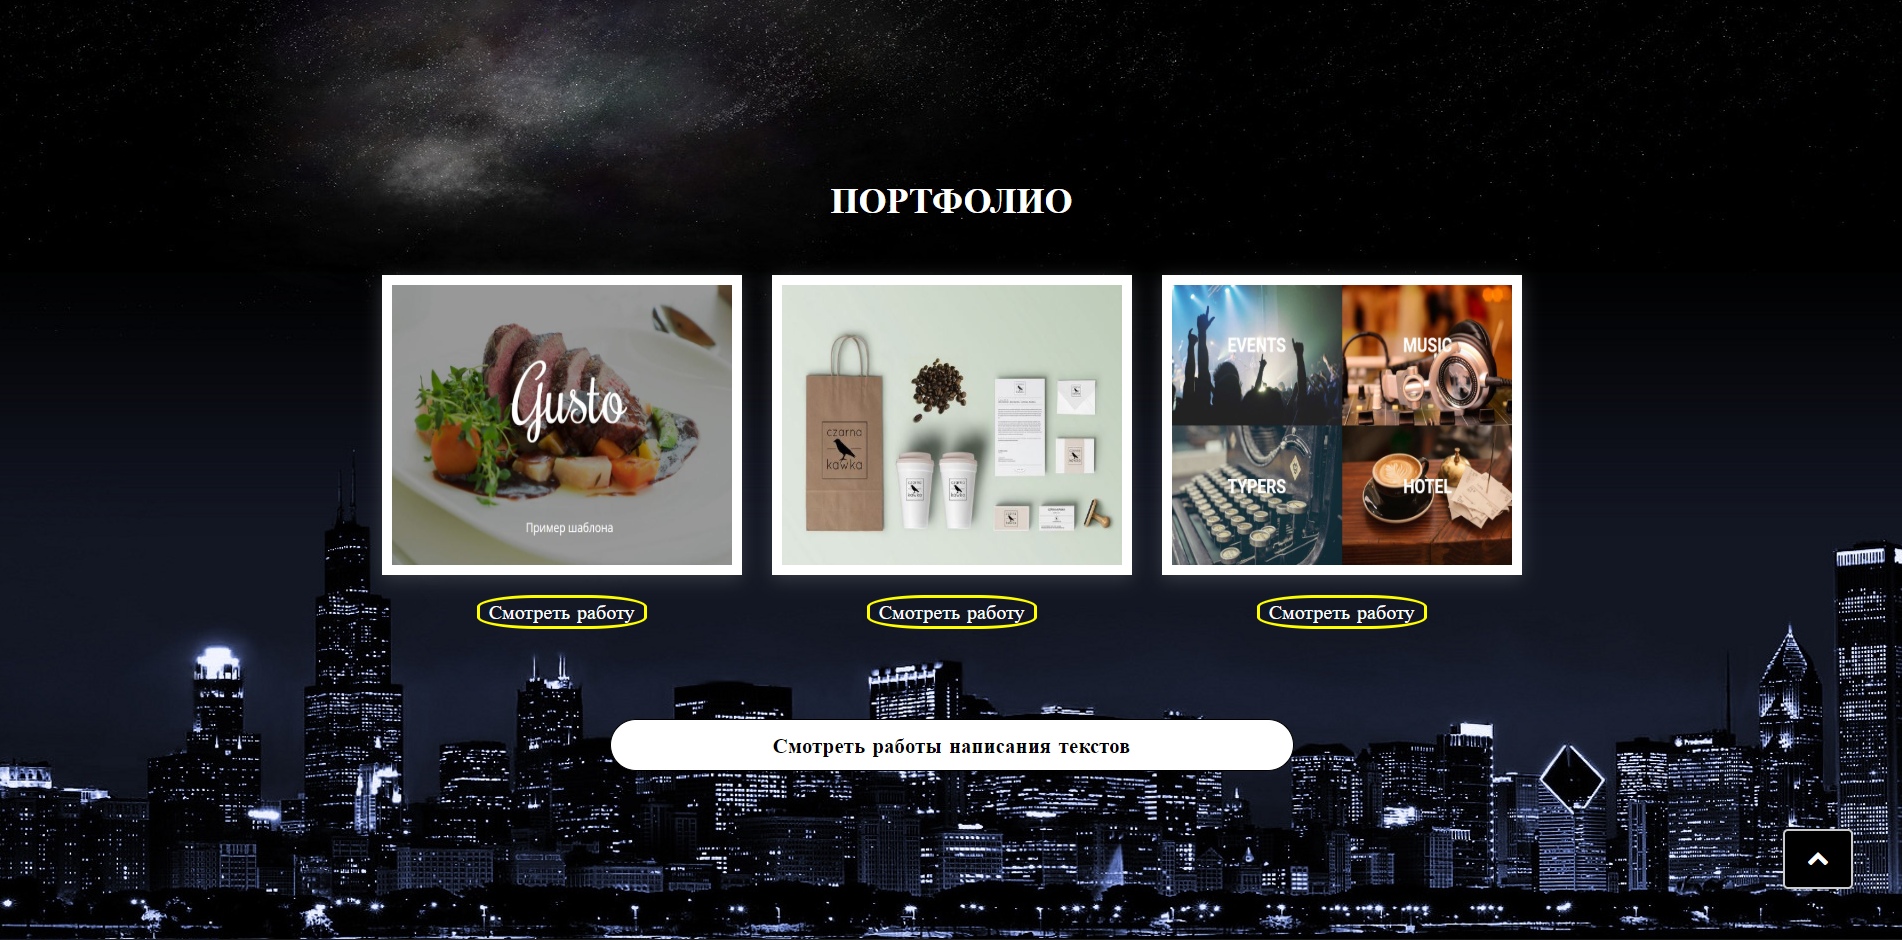 ПОРТФОЛИО
Gusto
Пример шаблона
czarna
kawka
EVENTS
MUSIC
TYPERS
HOTEL
Смотреть работу
Смотреть работу
Смотреть работу
Смотреть работы написания текстов